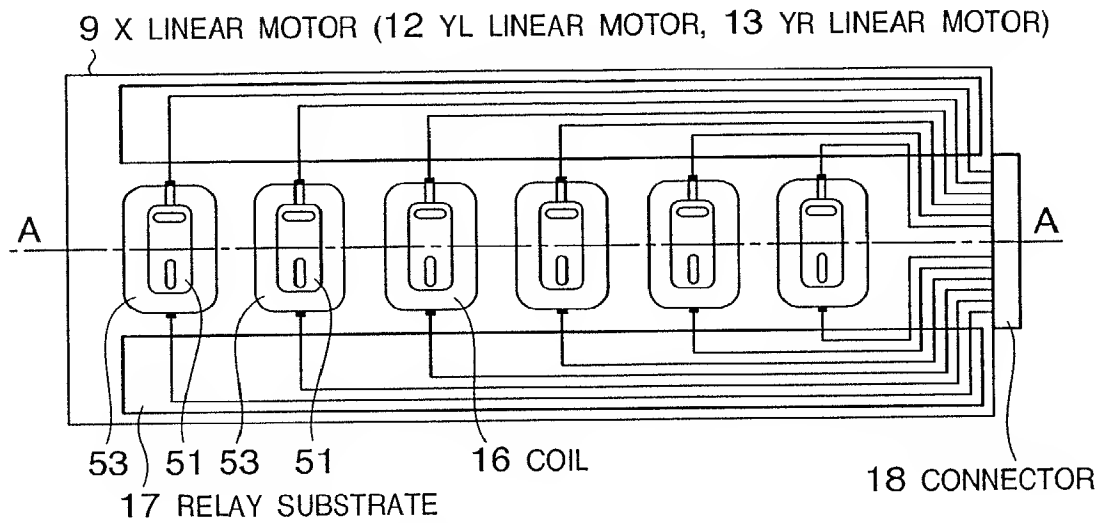 9 X LINEAR MOTOR (12 YL LINEAR MOTOR, 13 YR LINEAR MOTOR)
A A
53 51 53 51 16 COIL
17 RELAY SUBSTRATE
18 CONNECTOR